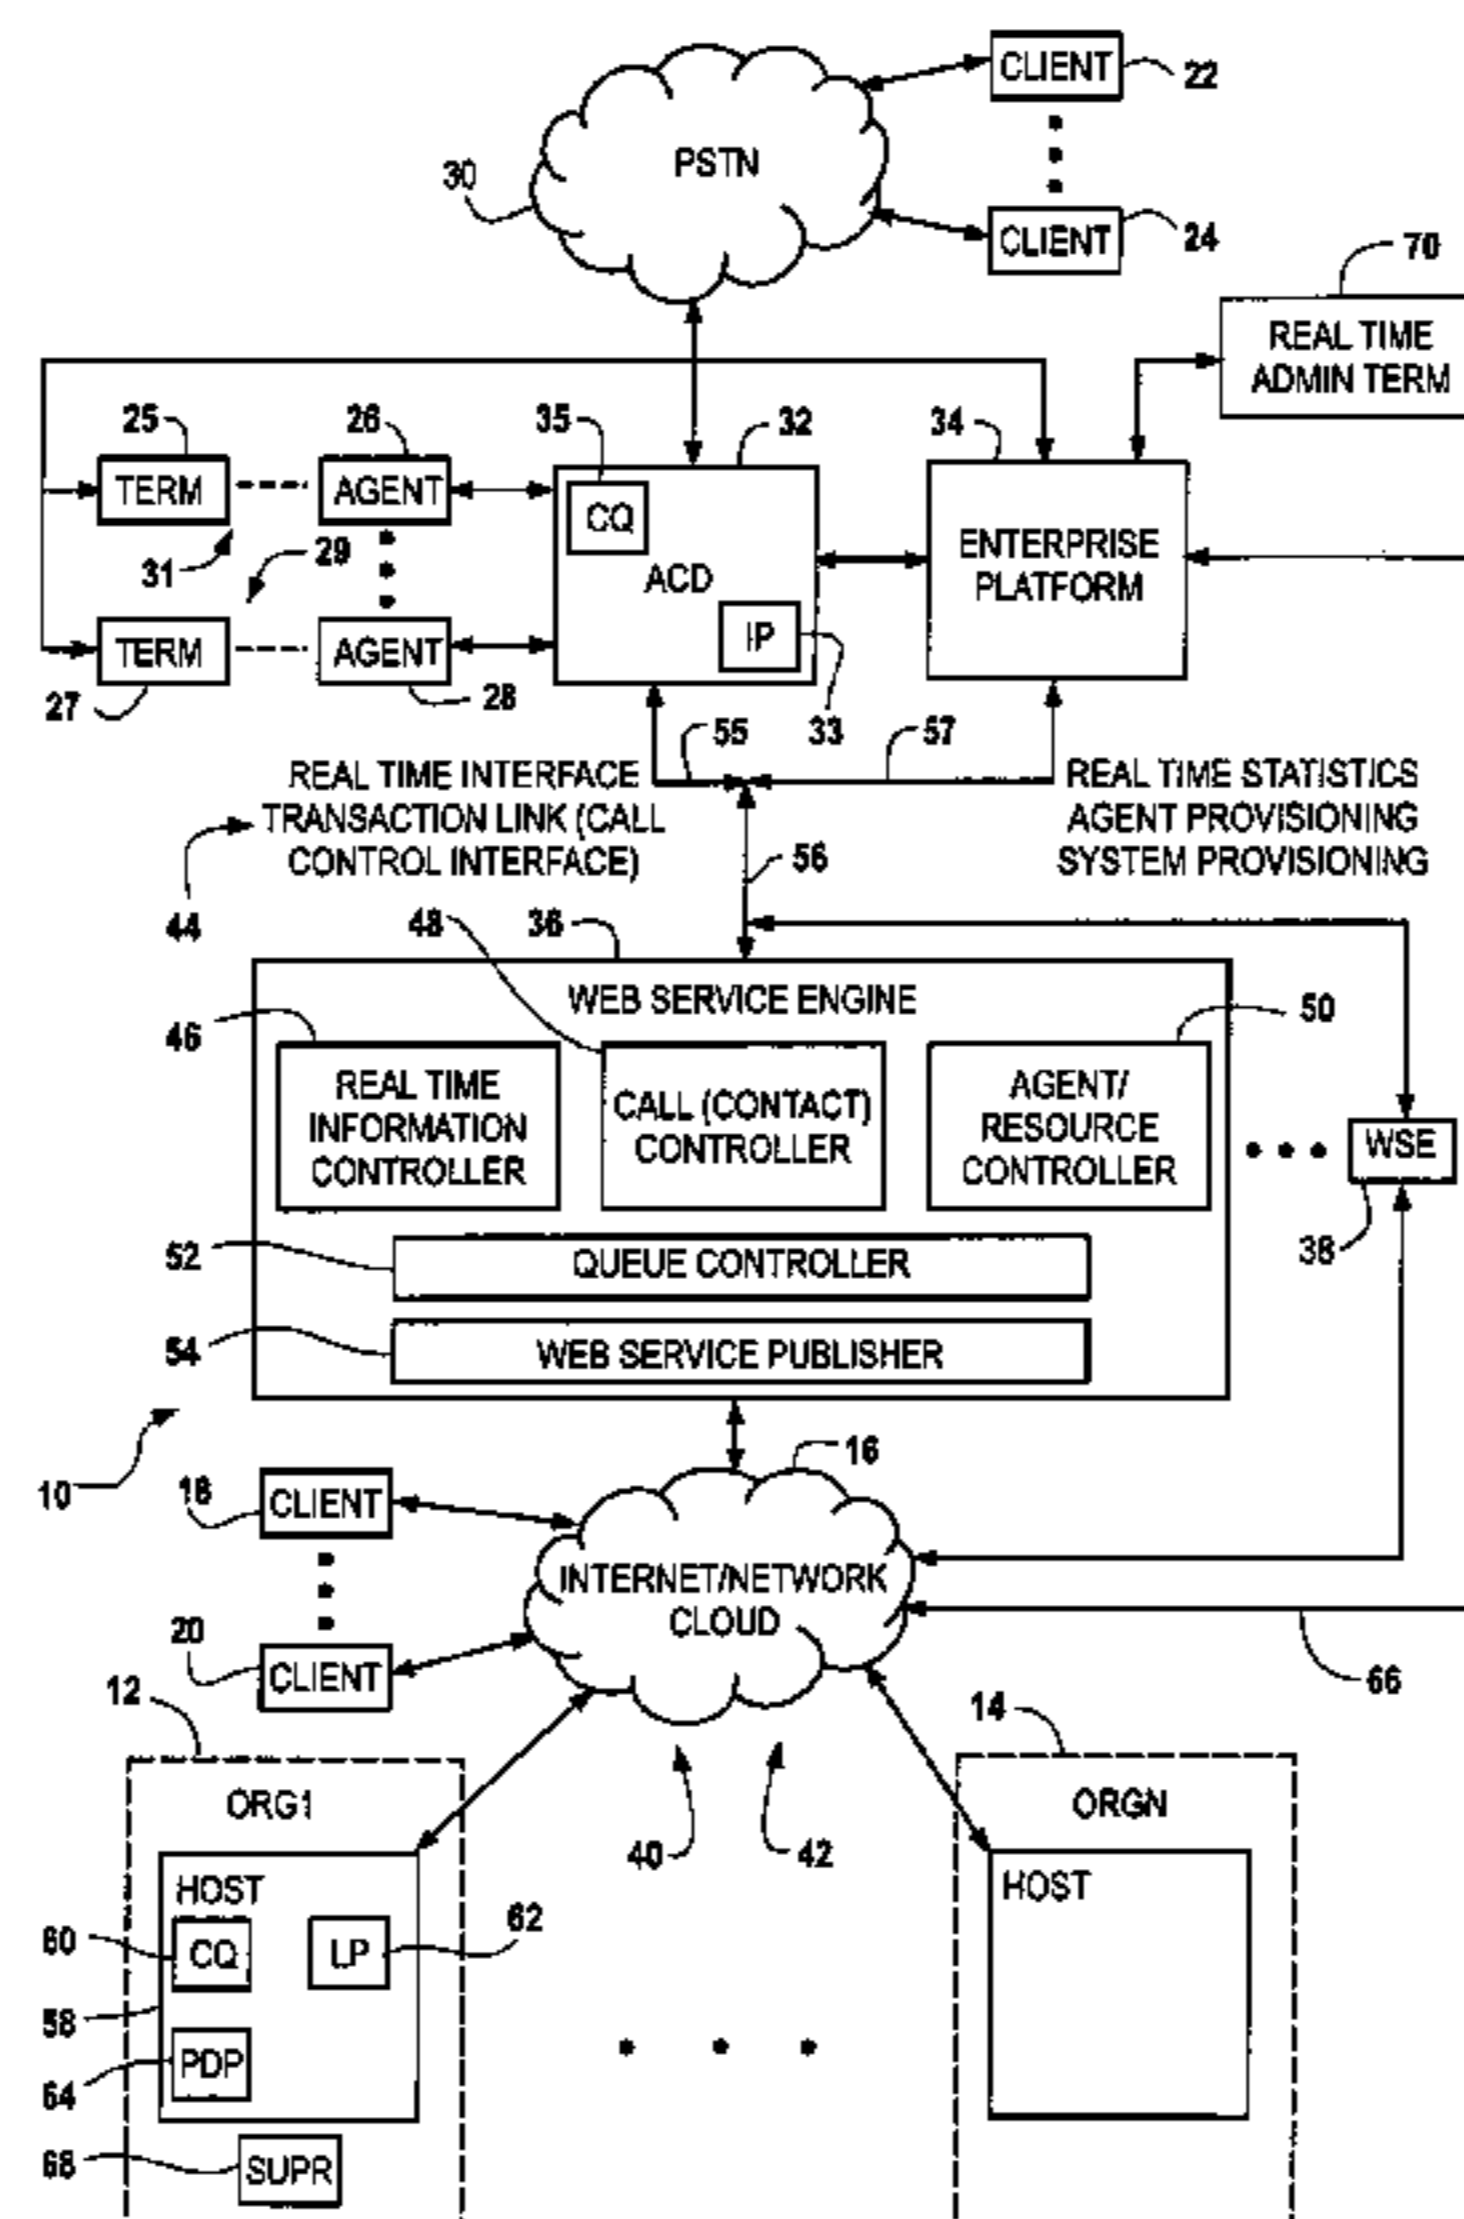 CLIENT
22
PSTN
30
CLIENT
24
70
REAL TIME
ADMIN TERM
25
26
35
32
34
TERM
AGENT
CQ
ACD
IP
ENTERPRISE
PLATFORM
31
29
TERM
AGENT
27
28
33
55
57
REAL TIME INTERFACE
TRANSACTION LINK (CALL
CONTROL INTERFACE)
REAL TIME STATISTICS
AGENT PROVISIONING
SYSTEM PROVISIONING
56
44
48
36
WEB SERVICE ENGINE
46
50
REAL TIME
INFORMATION
CONTROLLER
CALL (CONTACT)
CONTROLLER
AGENT/
RESOURCE
CONTROLLER
WSE
38
52
QUEUE CONTROLLER
54
WEB SERVICE PUBLISHER
10
16
18
CLIENT
INTERNET/NETWORK
CLOUD
20
CLIENT
66
12
14
ORG1
ORGN
40
42
HOST
HOST
60
CQ
LP
62
58
PDP
64
68
SUPR